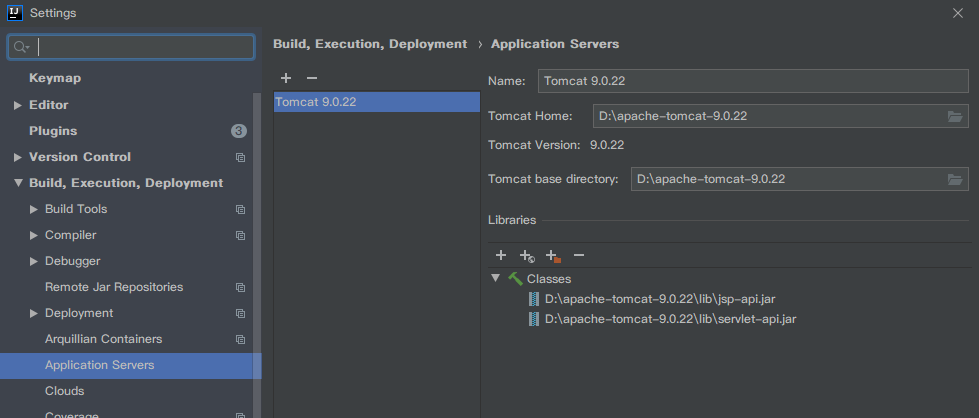 IJ Settings
Keymap
Editor
Plugins 3
Version Control
Build, Execution, Deployment
Build Tools
Compiler
Debugger
Remote Jar Repositories
Deployment
Arquillian Containers
Application Servers
Clouds
Coverage
Build, Execution, Deployment › Application Servers
Tomcat 9.0.22
Name: Tomcat 9.0.22
Tomcat Home: D:\apache-tomcat-9.0.22
Tomcat Version: 9.0.22
Tomcat base directory: D:\apache-tomcat-9.0.22
Libraries
Classes
D:\apache-tomcat-9.0.22\lib\jsp-api.jar
D:\apache-tomcat-9.0.22\lib\servlet-api.jar